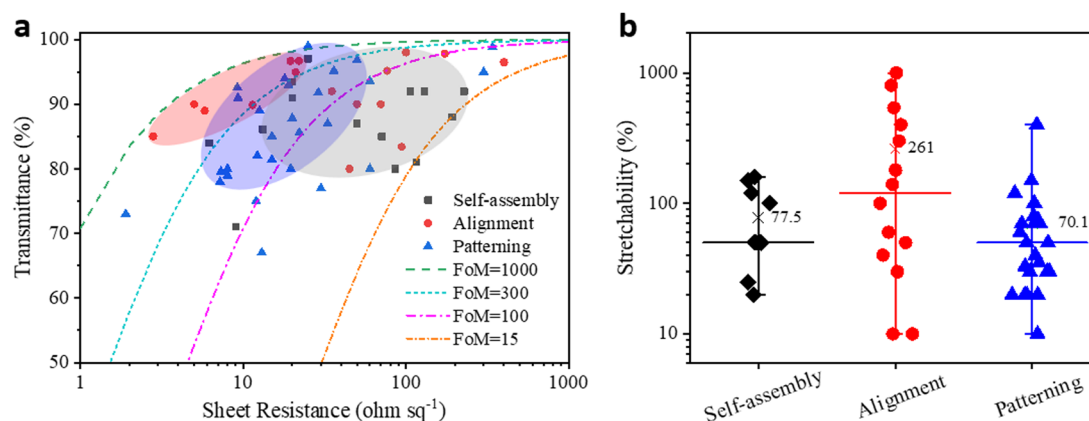 a
Transmittance (%)
100
90
80
70
60
50
Self-assembly
Alignment
Patterning
FoM=1000
FoM=300
FoM=100
FoM=15
1
10
100
1000
Sheet Resistance (ohm sq⁻¹)
b
Stretchability (%)
1000
100
10
77.5
261
70.1
Self-assembly
Alignment
Patterning